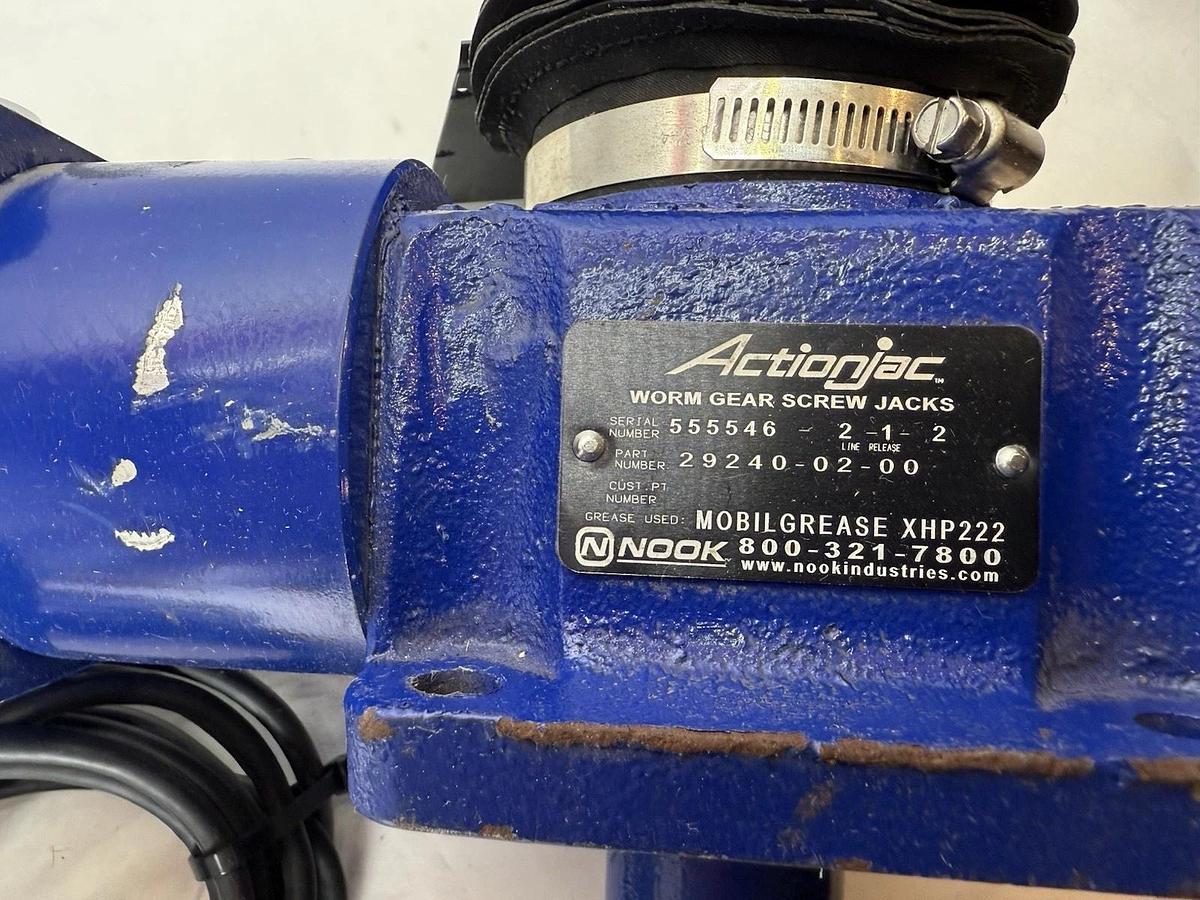 Actionjac™
WORM GEAR SCREW JACKS
SERIAL NUMBER 555546 - 2 -1- 2
LINE RELEASE
PART NUMBER 29240-02-00
CUST.PT NUMBER
GREASE USED: MOBILGREASE XHP222
N NOOK 800-321-7800
www.nookindustries.com